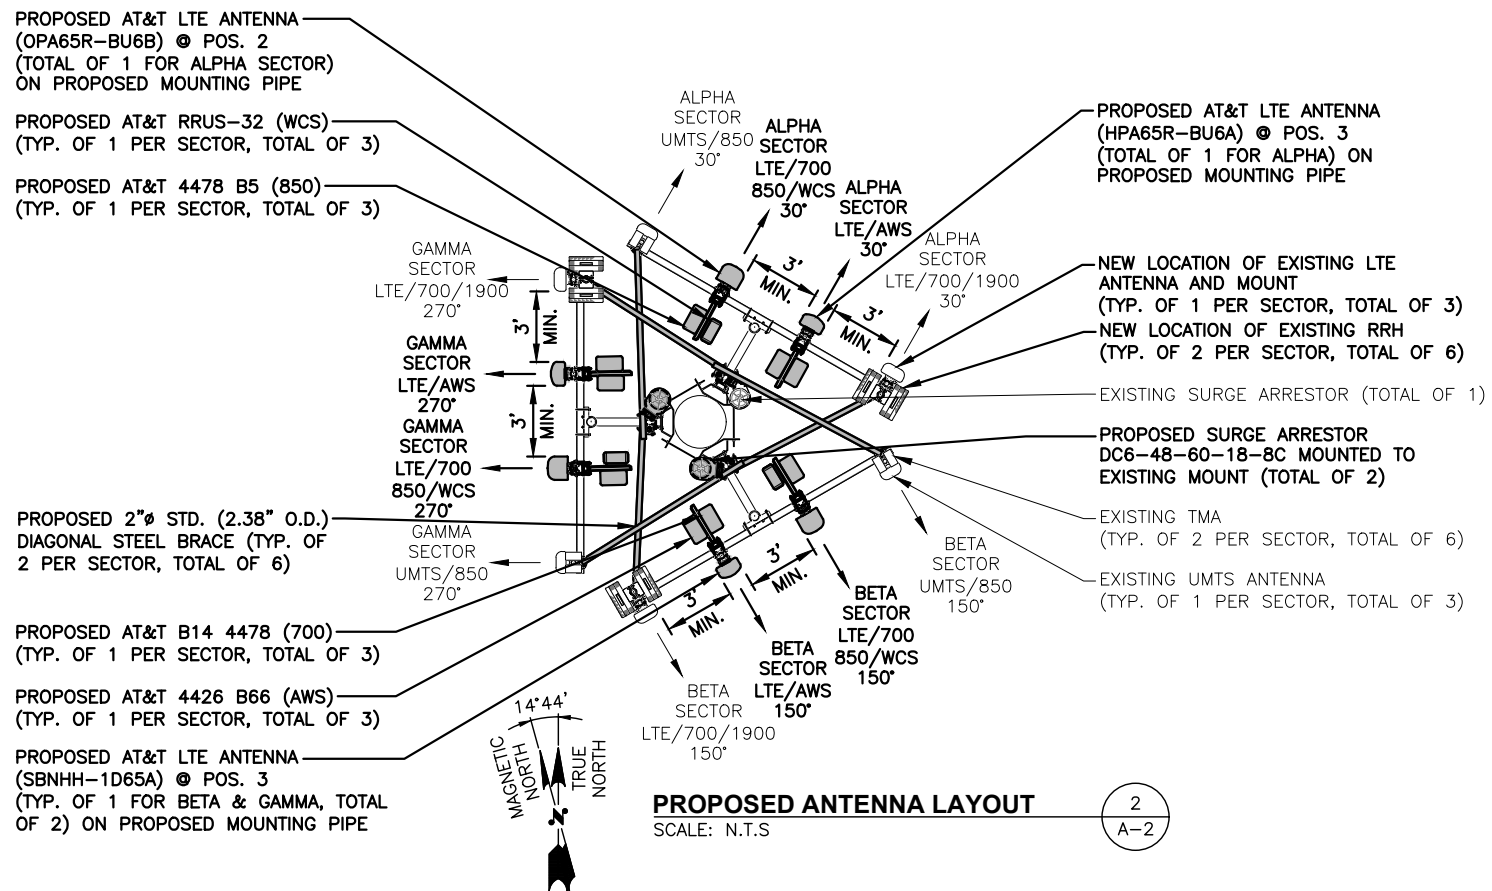 PROPOSED AT&T LTE ANTENNA
(OPA65R-BU6B) @ POS. 2
(TOTAL OF 1 FOR ALPHA SECTOR)
ON PROPOSED MOUNTING PIPE
PROPOSED AT&T RRUS-32 (WCS)
(TYP. OF 1 PER SECTOR, TOTAL OF 3)
PROPOSED AT&T 4478 B5 (850)
(TYP. OF 1 PER SECTOR, TOTAL OF 3)
ALPHA
SECTOR
UMTS/850
30°
ALPHA
SECTOR
LTE/700
850/WCS
30°
ALPHA
SECTOR
LTE/AWS
30°
ALPHA
SECTOR
LTE/700/1900
30°
3'
MIN.
3'
MIN.
PROPOSED AT&T LTE ANTENNA
(HPA65R-BU6A) @ POS. 3
(TOTAL OF 1 FOR ALPHA) ON
PROPOSED MOUNTING PIPE
NEW LOCATION OF EXISTING LTE
ANTENNA AND MOUNT
(TYP. OF 1 PER SECTOR, TOTAL OF 3)
NEW LOCATION OF EXISTING RRH
(TYP. OF 2 PER SECTOR, TOTAL OF 6)
EXISTING SURGE ARRESTOR (TOTAL OF 1)
PROPOSED SURGE ARRESTOR
DC6-48-60-18-8C MOUNTED TO
EXISTING MOUNT (TOTAL OF 2)
EXISTING TMA
(TYP. OF 2 PER SECTOR, TOTAL OF 6)
EXISTING UMTS ANTENNA
(TYP. OF 1 PER SECTOR, TOTAL OF 3)
GAMMA
SECTOR
LTE/700/1900
270°
3'
MIN.
GAMMA
SECTOR
LTE/AWS
270°
3'
MIN.
GAMMA
SECTOR
LTE/700
850/WCS
270°
GAMMA
SECTOR
UMTS/850
270°
PROPOSED 2"ø STD. (2.38" O.D.)
DIAGONAL STEEL BRACE (TYP. OF
2 PER SECTOR, TOTAL OF 6)
PROPOSED AT&T B14 4478 (700)
(TYP. OF 1 PER SECTOR, TOTAL OF 3)
PROPOSED AT&T 4426 B66 (AWS)
(TYP. OF 1 PER SECTOR, TOTAL OF 3)
PROPOSED AT&T LTE ANTENNA
(SBNHH-1D65A) @ POS. 3
(TYP. OF 1 FOR BETA & GAMMA, TOTAL
OF 2) ON PROPOSED MOUNTING PIPE
BETA
SECTOR
UMTS/850
150°
3'
MIN.
3'
MIN.
BETA
SECTOR
LTE/700
850/WCS
150°
BETA
SECTOR
LTE/AWS
150°
BETA
SECTOR
LTE/700/1900
150°
14°44'
MAGNETIC
NORTH
TRUE
NORTH
N
PROPOSED ANTENNA LAYOUT
SCALE: N.T.S
2
A-2